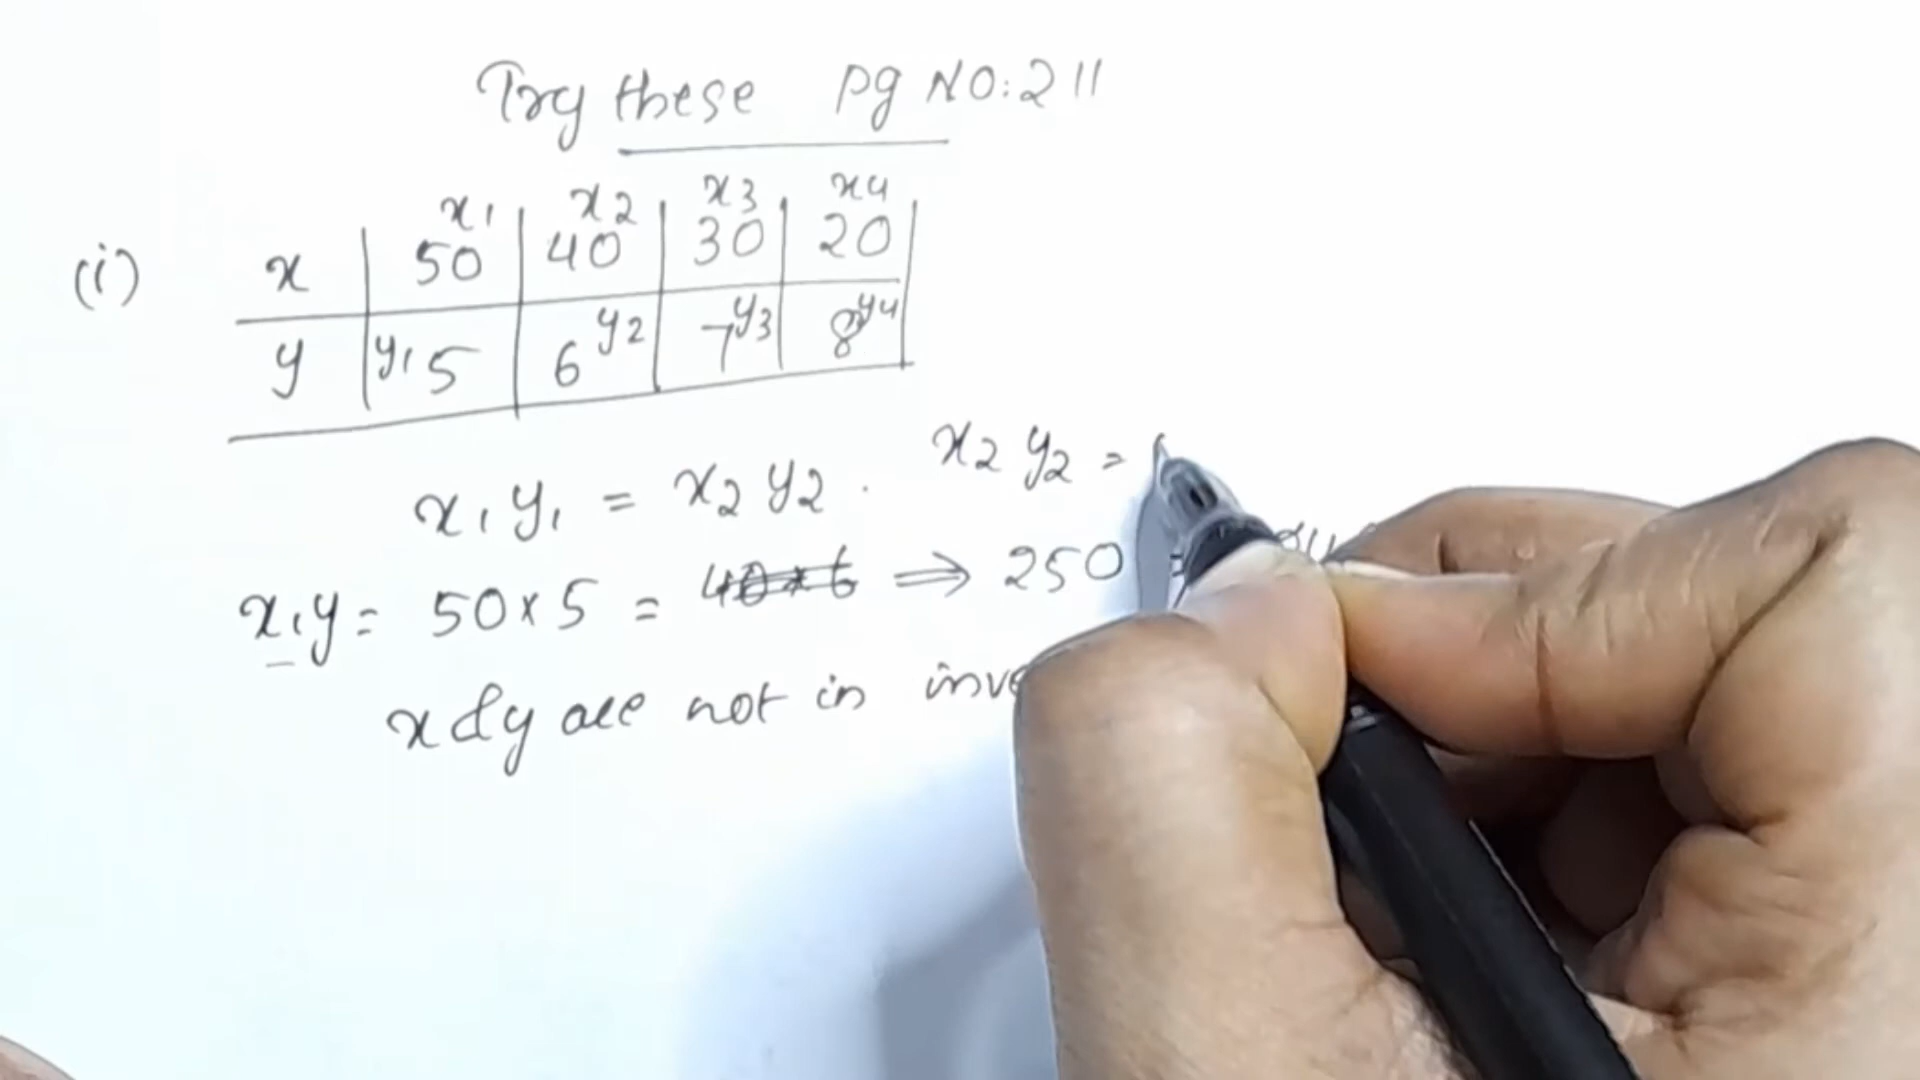 Try these pg NO: 211
x1 x2 x3 x4
(i) x 50 40 30 20
y y1 5 6 y2 7 y3 8 y4
x1 y1 = x2 y2 . x2 y2 =
x1y = 50 × 5 = 40 × 6 ⇒ 250
x & y are not in